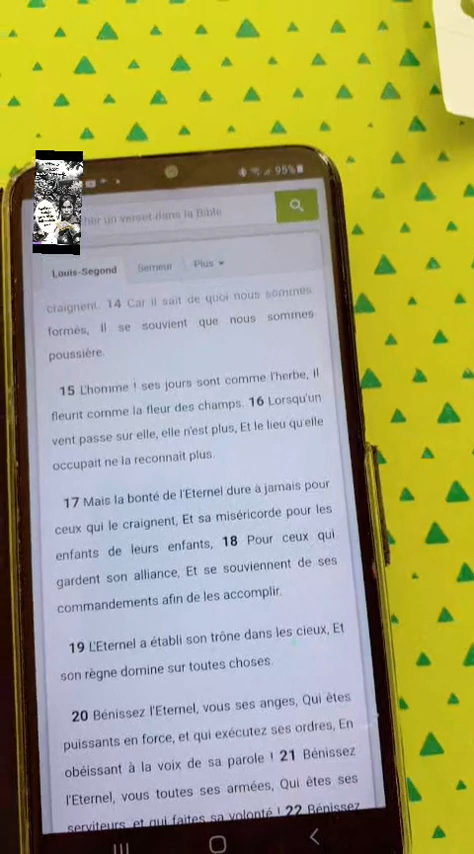 95%
un verset dans la Bible
Louis-Segond Semeur Plus
craignent. 14 Car il sait de quoi nous sommes
formés, Il se souvient que nous sommes
poussière.
15 L'homme ! ses jours sont comme l'herbe, Il
fleurit comme la fleur des champs. 16 Lorsqu'un
vent passe sur elle, elle n'est plus, Et le lieu qu'elle
occupait ne la reconnaît plus.
17 Mais la bonté de l'Eternel dure à jamais pour
ceux qui le craignent, Et sa miséricorde pour les
enfants de leurs enfants, 18 Pour ceux qui
gardent son alliance, Et se souviennent de ses
commandements afin de les accomplir.
19 L'Eternel a établi son trône dans les cieux, Et
son règne domine sur toutes choses.
20 Bénissez l'Eternel, vous ses anges, Qui êtes
puissants en force, et qui exécutez ses ordres, En
obéissant à la voix de sa parole ! 21 Bénissez
l'Eternel, vous toutes ses armées, Qui êtes ses
serviteurs, et qui faites sa volonté ! 22 Bénissez